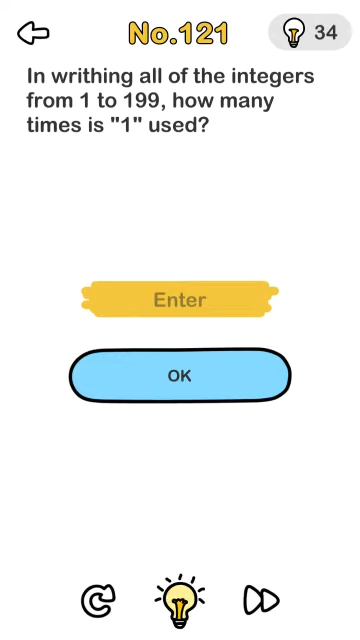 No.121
34
In writhing all of the integers
from 1 to 199, how many
times is "1" used?
Enter
OK